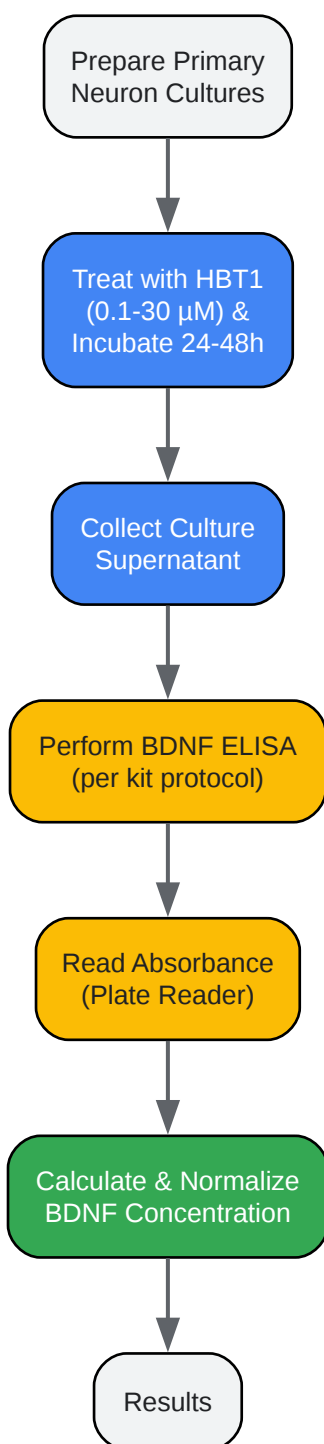 Prepare Primary
Neuron Cultures
Treat with HBT1
(0.1-30 µM) &
Incubate 24-48h
Collect Culture
Supernatant
Perform BDNF ELISA
(per kit protocol)
Read Absorbance
(Plate Reader)
Calculate & Normalize
BDNF Concentration
Results